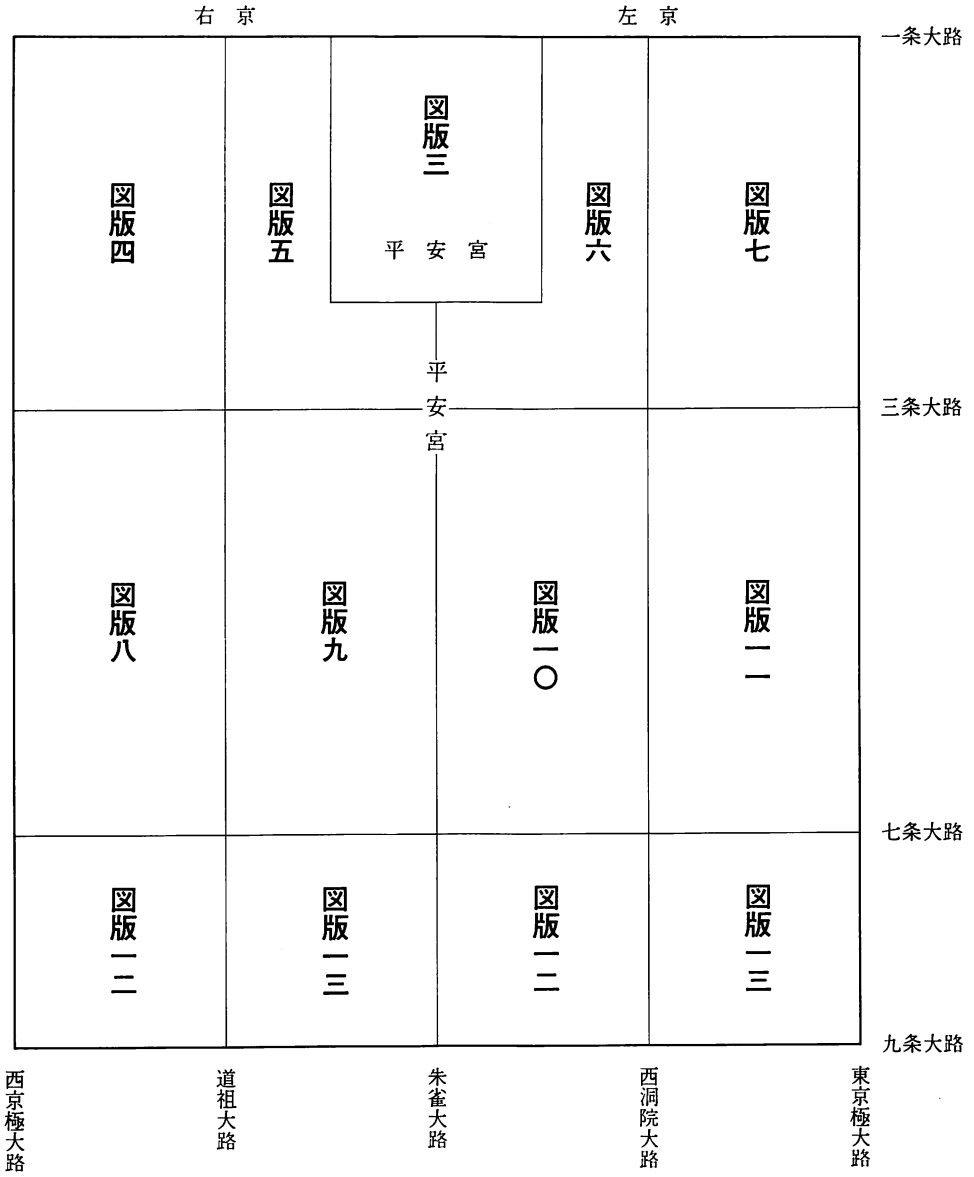 右京
左京
一条大路
図版三
図版四
図版五
平安宮
図版六
図版七
平安宮
三条大路
図版八
図版九
図版一〇
図版一一
七条大路
図版一二
図版一三
図版一二
図版一三
九条大路
西京極大路
道祖大路
朱雀大路
西洞院大路
東京極大路